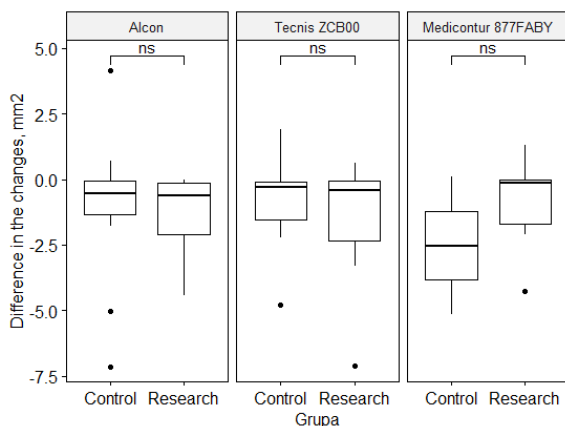 Alcon
Tecnis ZCB00
Medicontur 877FABY
ns
ns
ns
Difference in the changes, mm2
5.0
2.5
0.0
-2.5
-5.0
-7.5
Control Research
Control Research
Control Research
Grupa